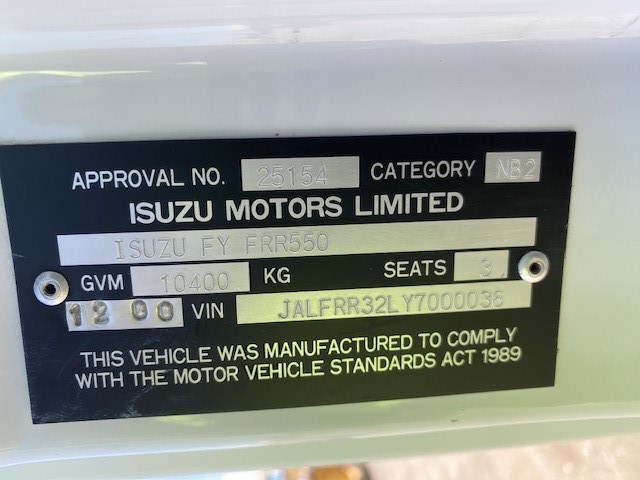 APPROVAL NO. 25154 CATEGORY NB2
ISUZU MOTORS LIMITED
ISUZU FY FRR550
GVM 10400 KG SEATS 3
12 00 VIN JALFRR32LY7000036
THIS VEHICLE WAS MANUFACTURED TO COMPLY
WITH THE MOTOR VEHICLE STANDARDS ACT 1989